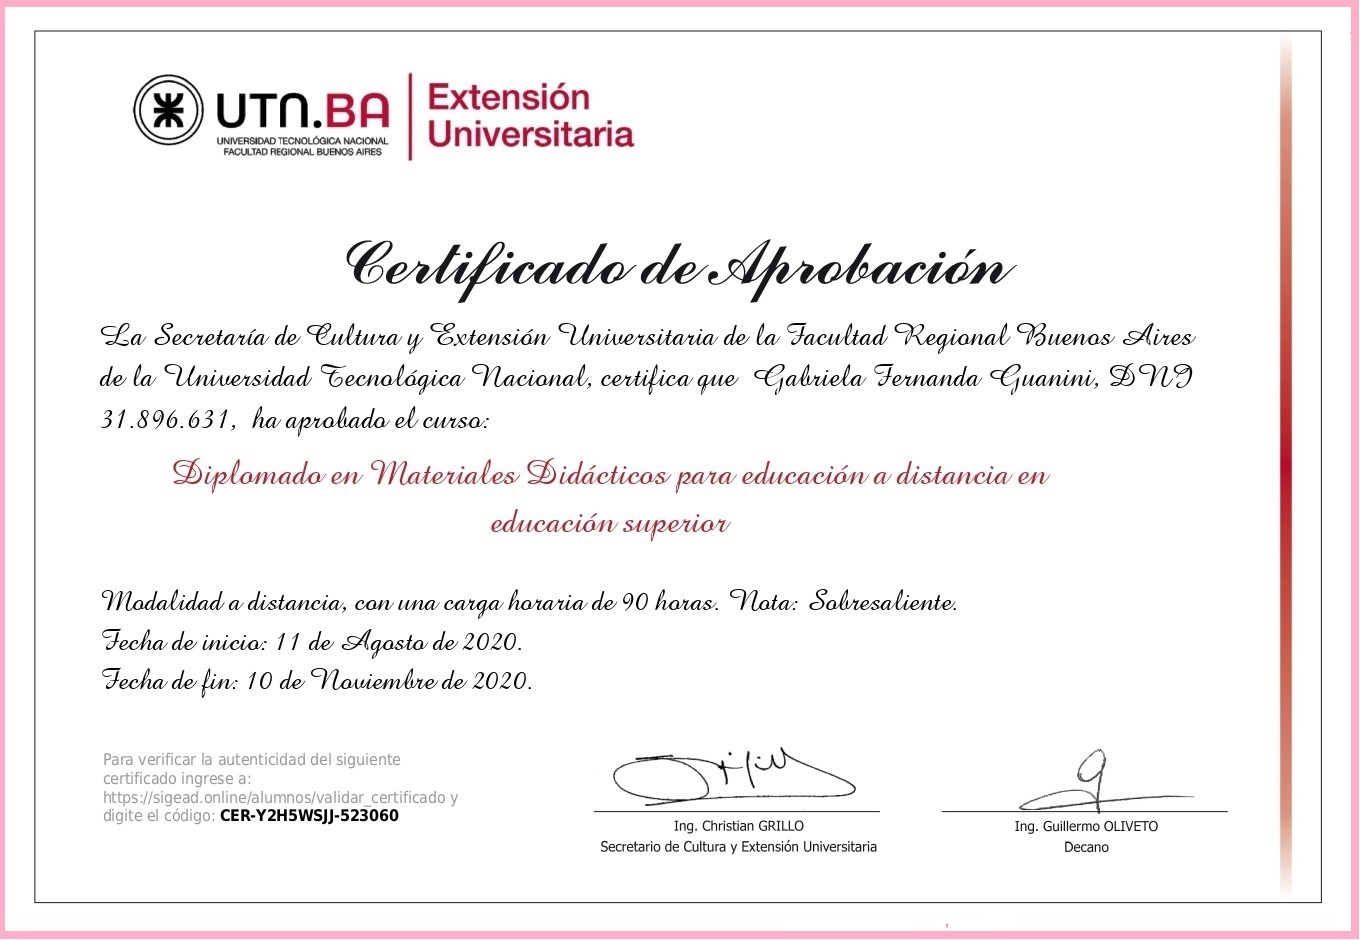 UTN.BA
UNIVERSIDAD TECNOLÓGICA NACIONAL
FACULTAD REGIONAL BUENOS AIRES
Extensión
Universitaria
Certificado de Aprobación
La Secretaría de Cultura y Extensión Universitaria de la Facultad Regional Buenos Aires
de la Universidad Tecnológica Nacional, certifica que Gabriela Fernanda Guanini, DNI
31.896.631, ha aprobado el curso:
Diplomado en Materiales Didácticos para educación a distancia en
educación superior
Modalidad a distancia, con una carga horaria de 90 horas. Nota: Sobresaliente.
Fecha de inicio: 11 de Agosto de 2020.
Fecha de fin: 10 de Noviembre de 2020.
Para verificar la autenticidad del siguiente
certificado ingrese a:
https://sigead.online/alumnos/validar_certificado y
digite el código: CER-Y2H5WSJJ-523060
Ing. Christian GRILLO
Secretario de Cultura y Extensión Universitaria
Ing. Guillermo OLIVETO
Decano